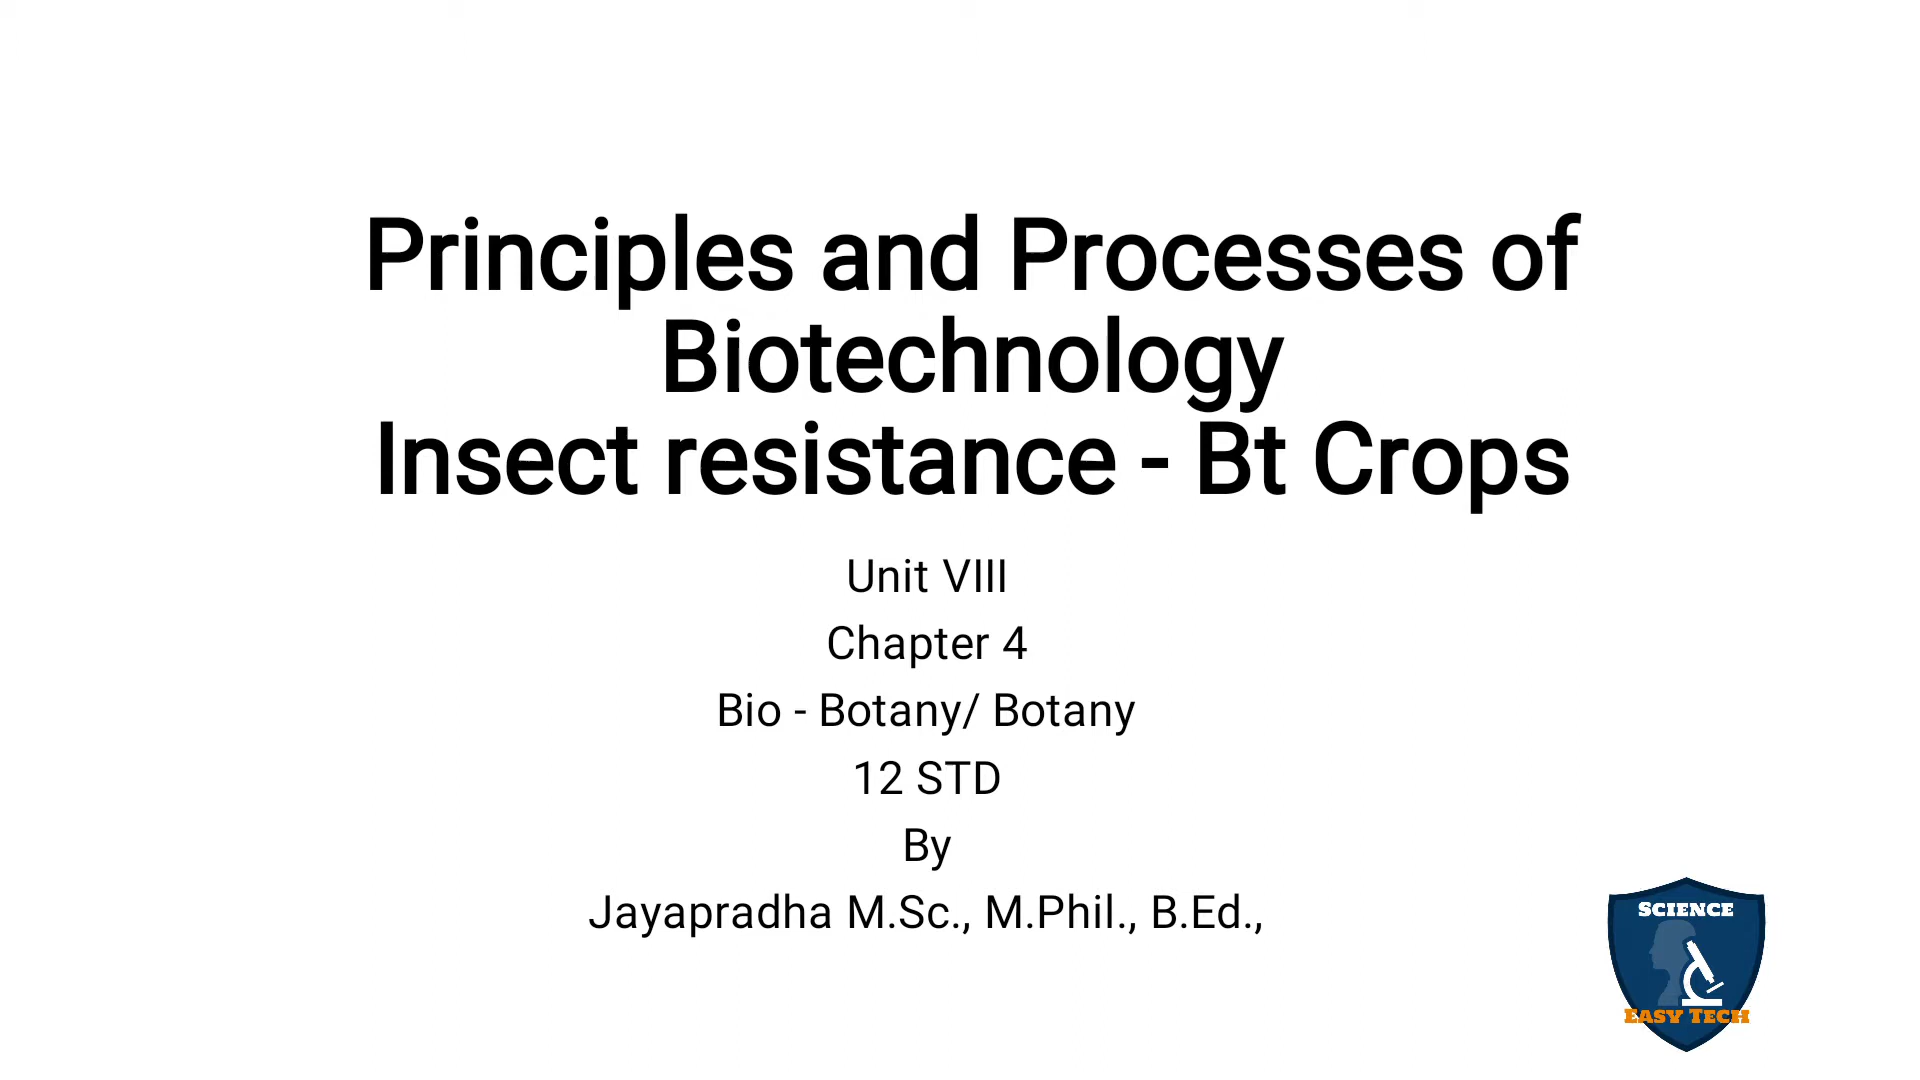 Principles and Processes of
Biotechnology
Insect resistance - Bt Crops
Unit VIII
Chapter 4
Bio - Botany/ Botany
12 STD
By
Jayapradha M.Sc., M.Phil., B.Ed.,
SCIENCE
EASY TECH